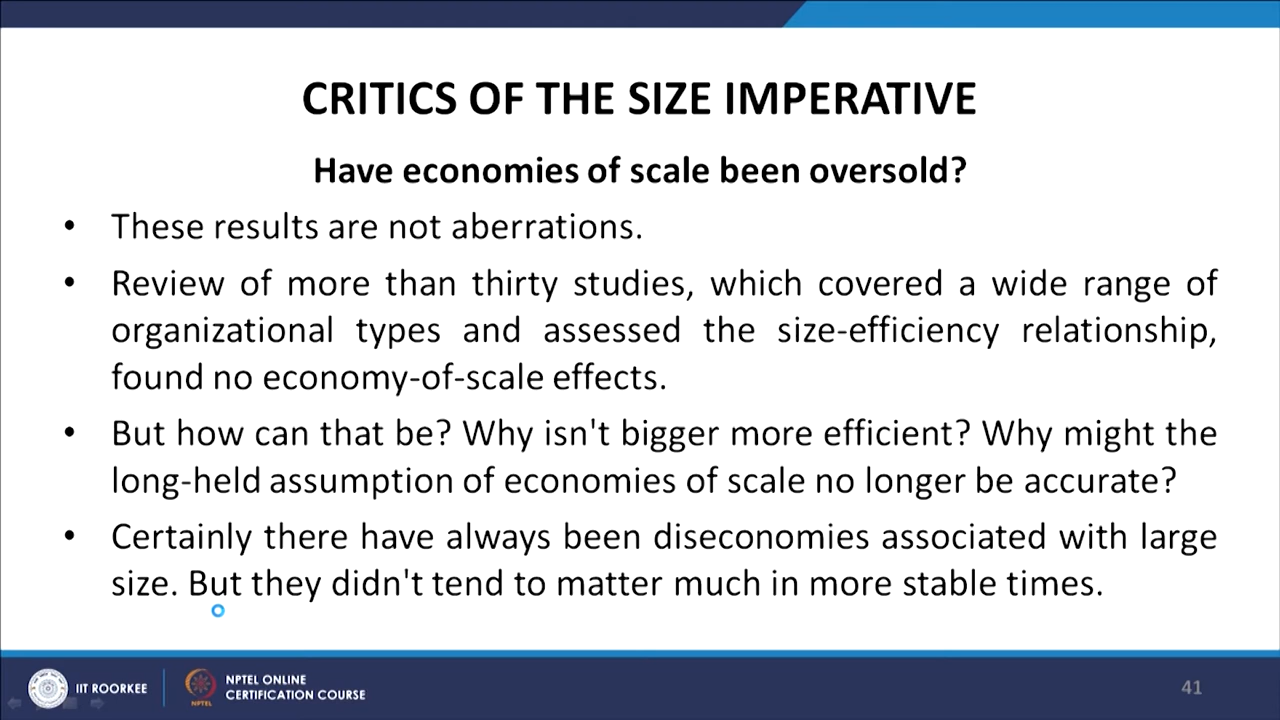 CRITICS OF THE SIZE IMPERATIVE
Have economies of scale been oversold?
• These results are not aberrations.
• Review of more than thirty studies, which covered a wide range of
organizational types and assessed the size-efficiency relationship,
found no economy-of-scale effects.
• But how can that be? Why isn't bigger more efficient? Why might the
long-held assumption of economies of scale no longer be accurate?
• Certainly there have always been diseconomies associated with large
size. But they didn't tend to matter much in more stable times.
IIT ROORKEE
NPTEL
NPTEL ONLINE
CERTIFICATION COURSE
41